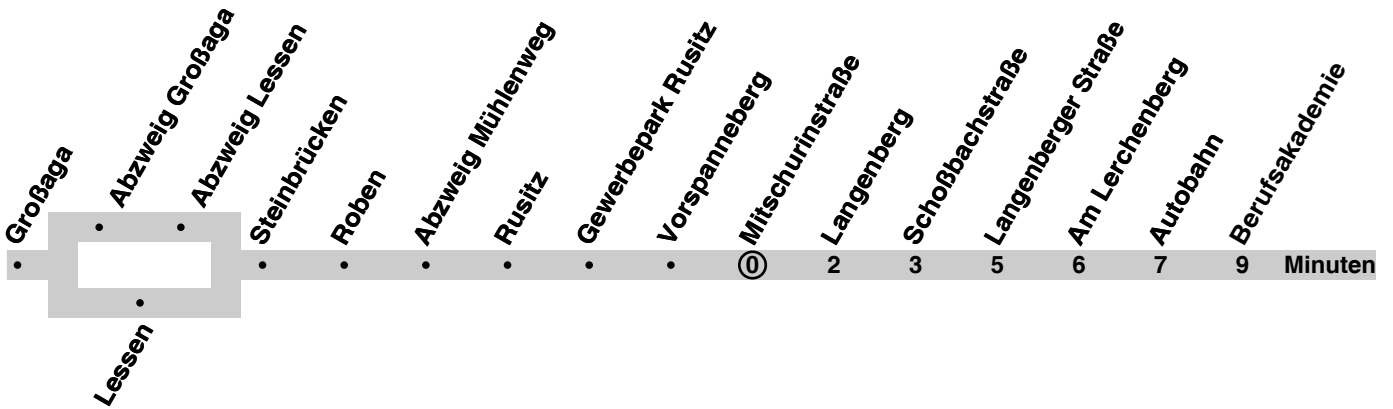 Großaga
Abzweig Großaga
Abzweig Lessen
Lessen
Steinbrücken
Roben
Abzweig Mühlenweg
Rusitz
Gewerbepark Rusitz
Vorspanneberg
Mitschurinstraße
Langenberg
Schoßbachstraße
Langenberger Straße
Am Lerchenberg
Autobahn
Berufsakademie
0 2 3 5 6 7 9 Minuten